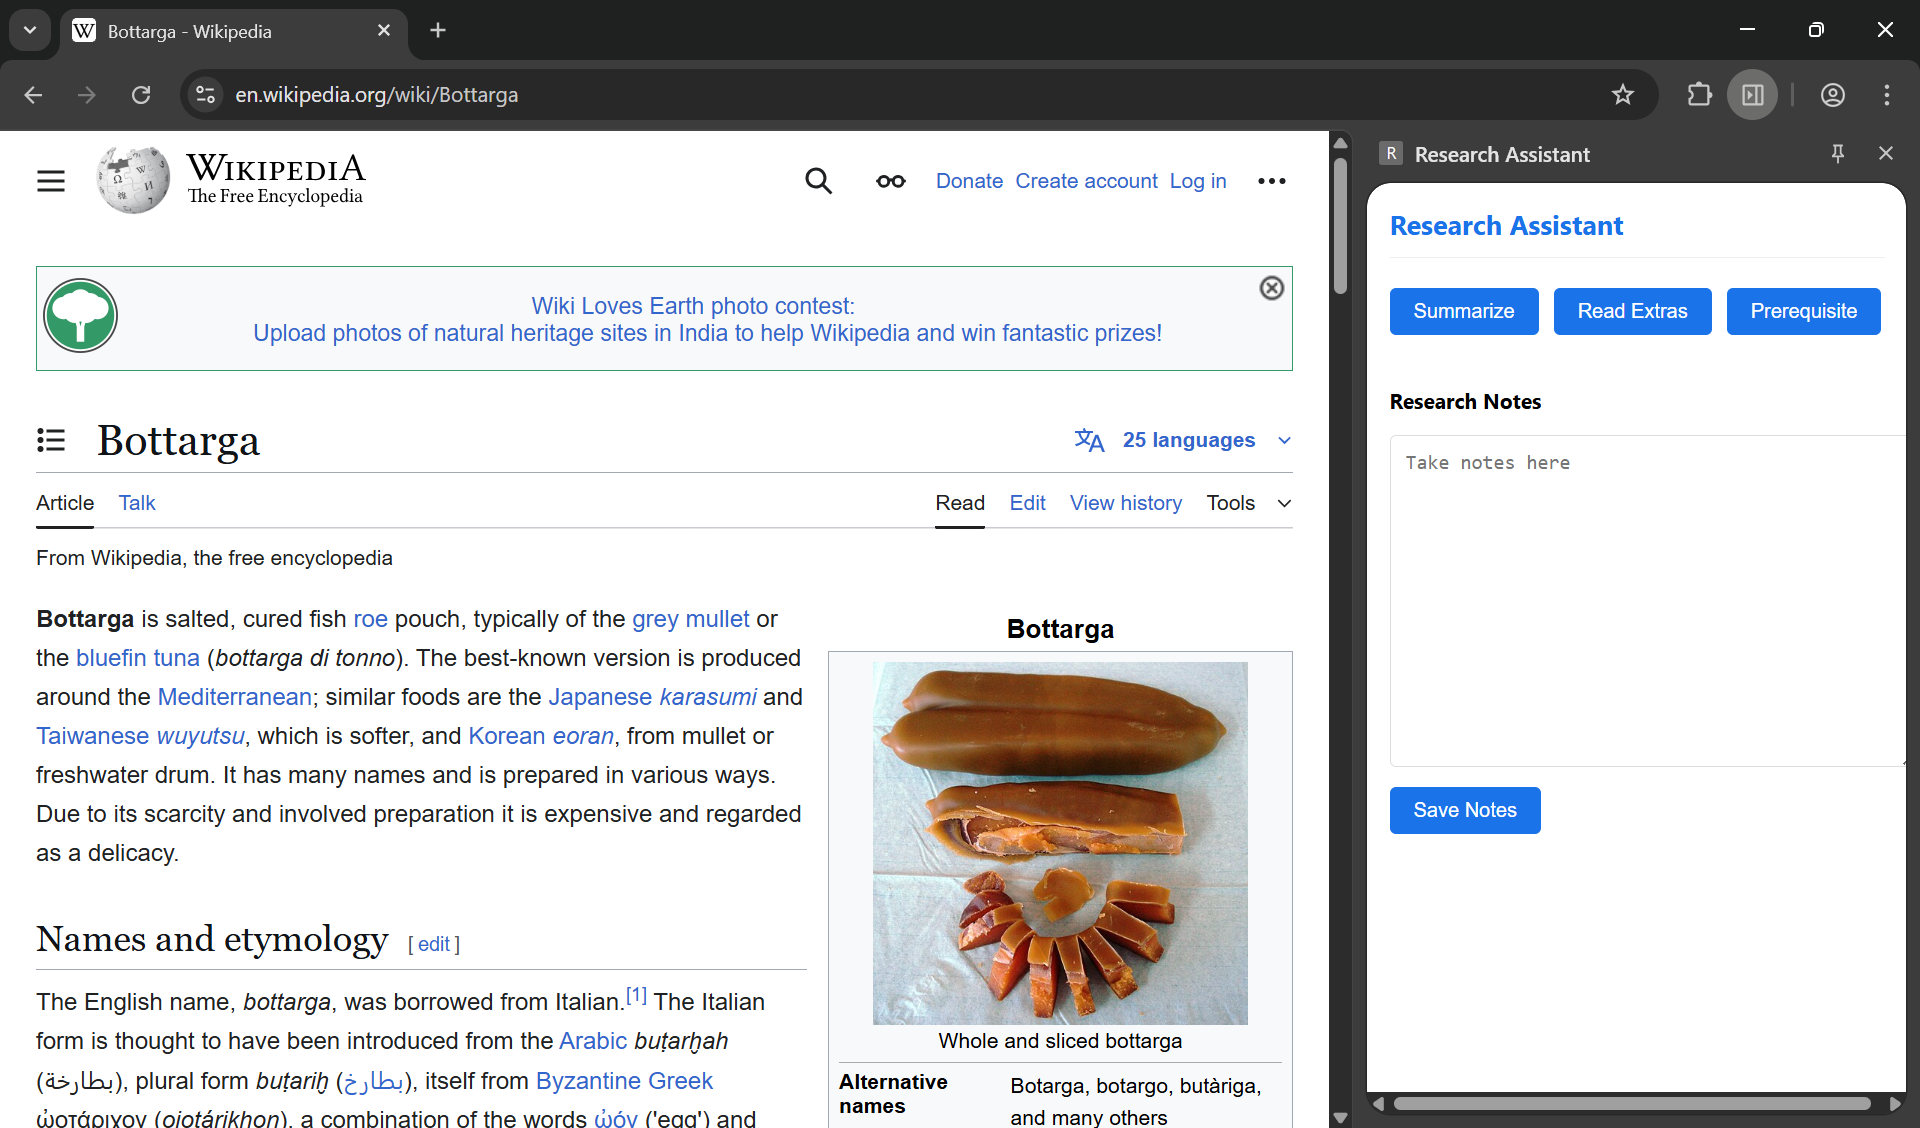 Bottarga - Wikipedia
en.wikipedia.org/wiki/Bottarga
WIKIPEDIA
The Free Encyclopedia
Donate Create account Log in
Wiki Loves Earth photo contest:
Upload photos of natural heritage sites in India to help Wikipedia and win fantastic prizes!
Bottarga
25 languages
Article Talk
Read Edit View history Tools
From Wikipedia, the free encyclopedia
Bottarga is salted, cured fish roe pouch, typically of the grey mullet or
the bluefin tuna (bottarga di tonno). The best-known version is produced
around the Mediterranean; similar foods are the Japanese karasumi and
Taiwanese wuyutsu, which is softer, and Korean eoran, from mullet or
freshwater drum. It has many names and is prepared in various ways.
Due to its scarcity and involved preparation it is expensive and regarded
as a delicacy.
Names and etymology [ edit ]
The English name, bottarga, was borrowed from Italian.[1] The Italian
form is thought to have been introduced from the Arabic buṭarḫah
(بطارخة), plural form buṭariḫ (بطارخ), itself from Byzantine Greek
ᾠοτάριχον (oiotárikhon), a combination of the words ᾠόν ('egg') and
Bottarga
Whole and sliced bottarga
Alternative names
Botarga, botargo, butàriga,
and many others
R Research Assistant
Research Assistant
Summarize Read Extras Prerequisite
Research Notes
Take notes here
Save Notes